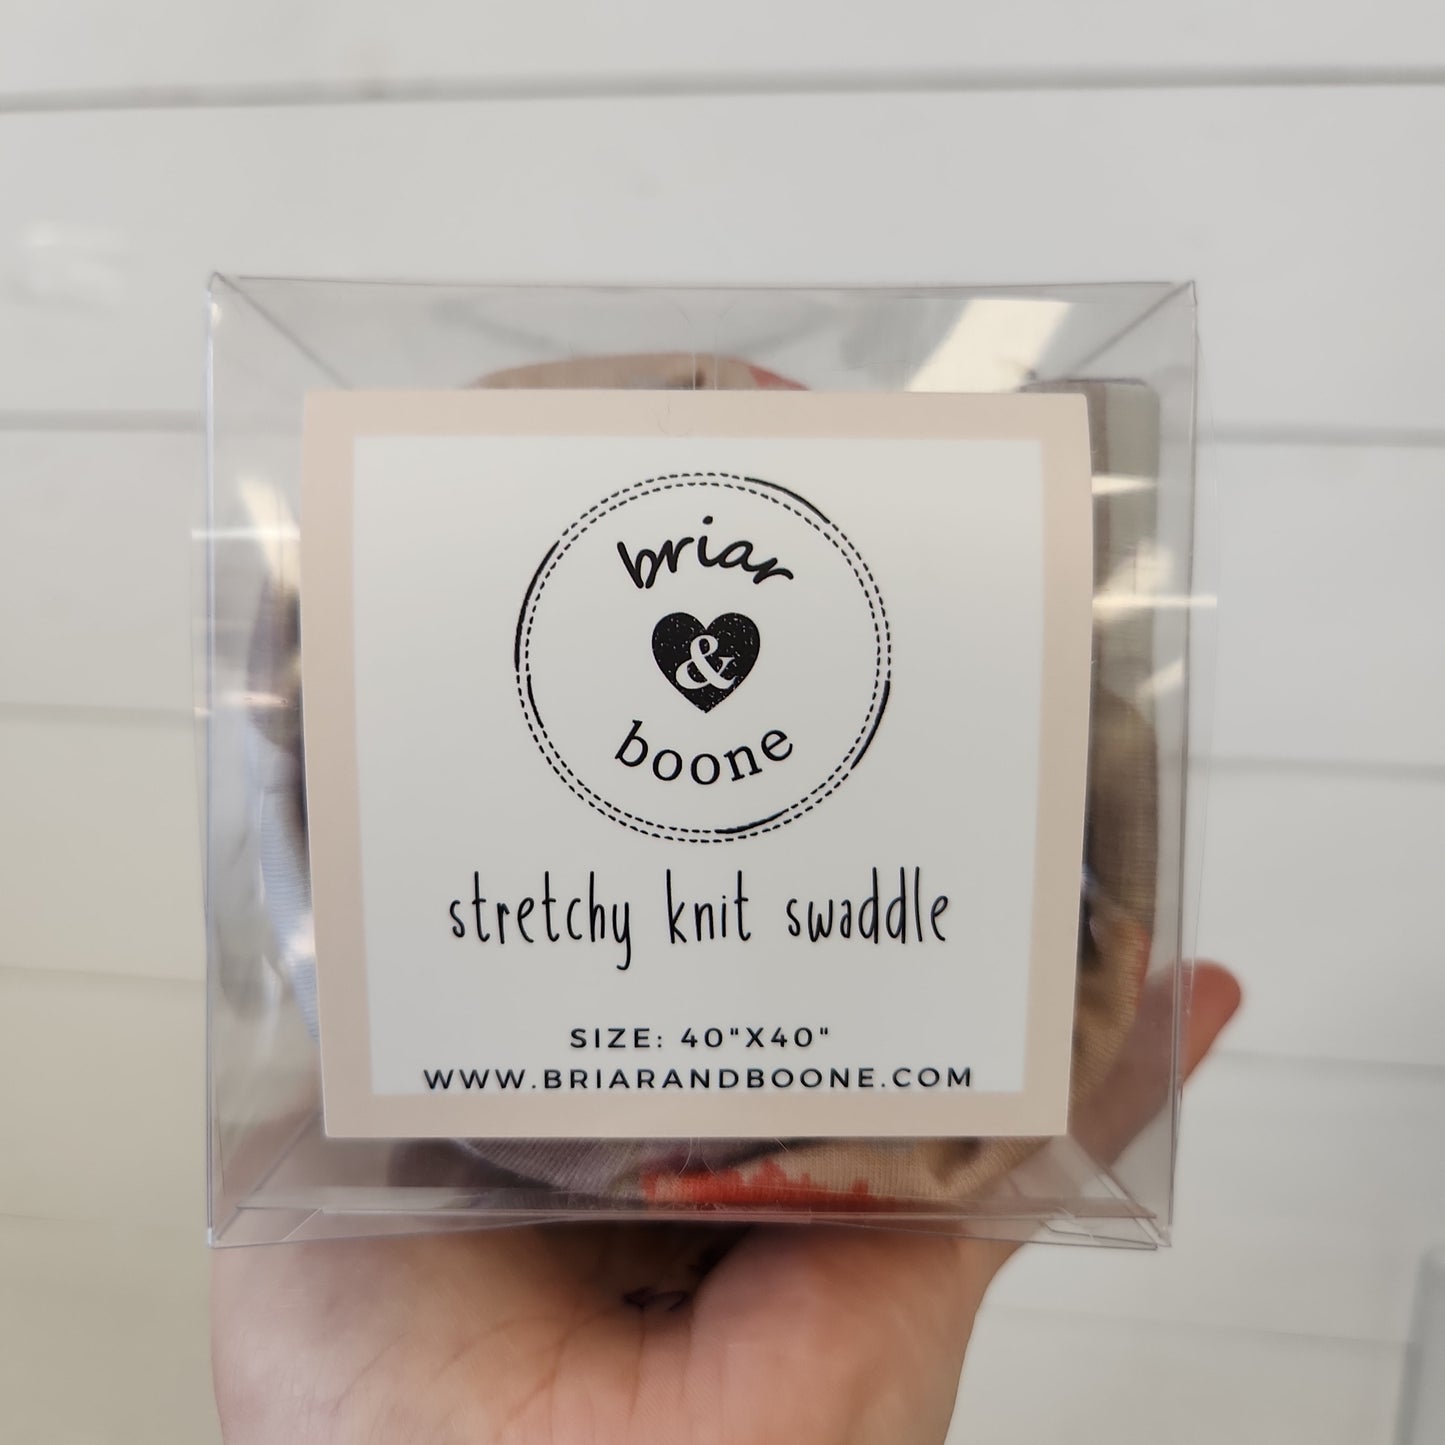 briar
&
boone
stretchy knit swaddle
SIZE: 40"X40"
WWW.BRIARANDBOONE.COM